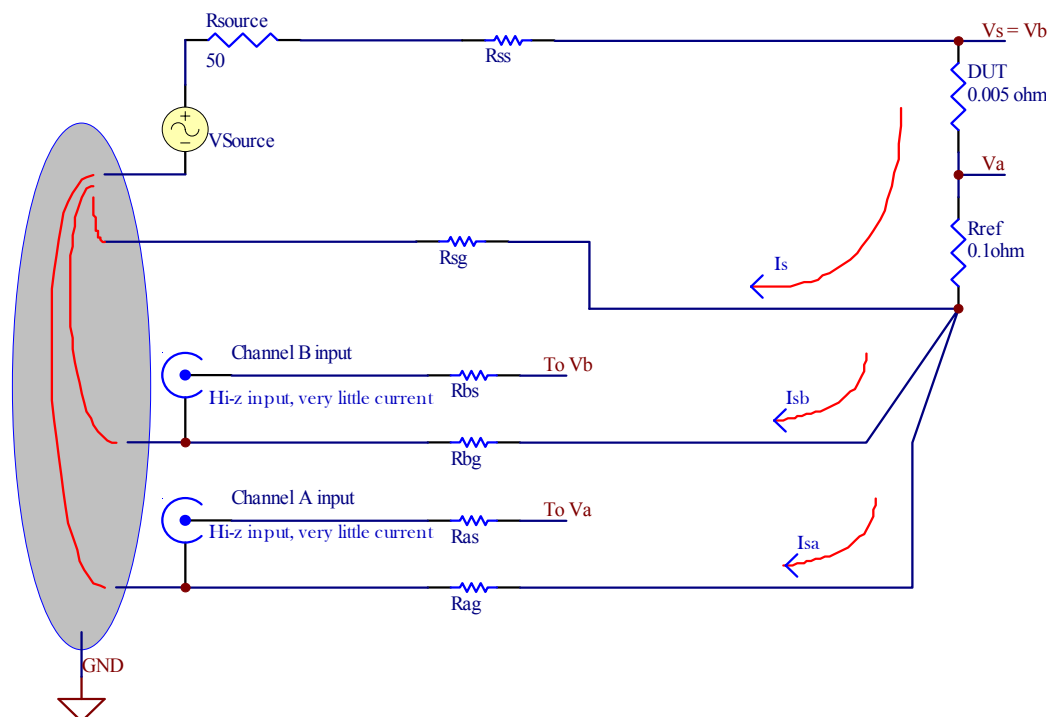 Rsource
50
Rss
Vs = Vb
DUT
0.005 ohm
VSource
Va
Rsg
Is
Rref
0.1ohm
Channel B input
Rbs
To Vb
Hi-z input, very little current
Isb
Rbg
Channel A input
Ras
To Va
Hi-z input, very little current
Isa
Rag
GND